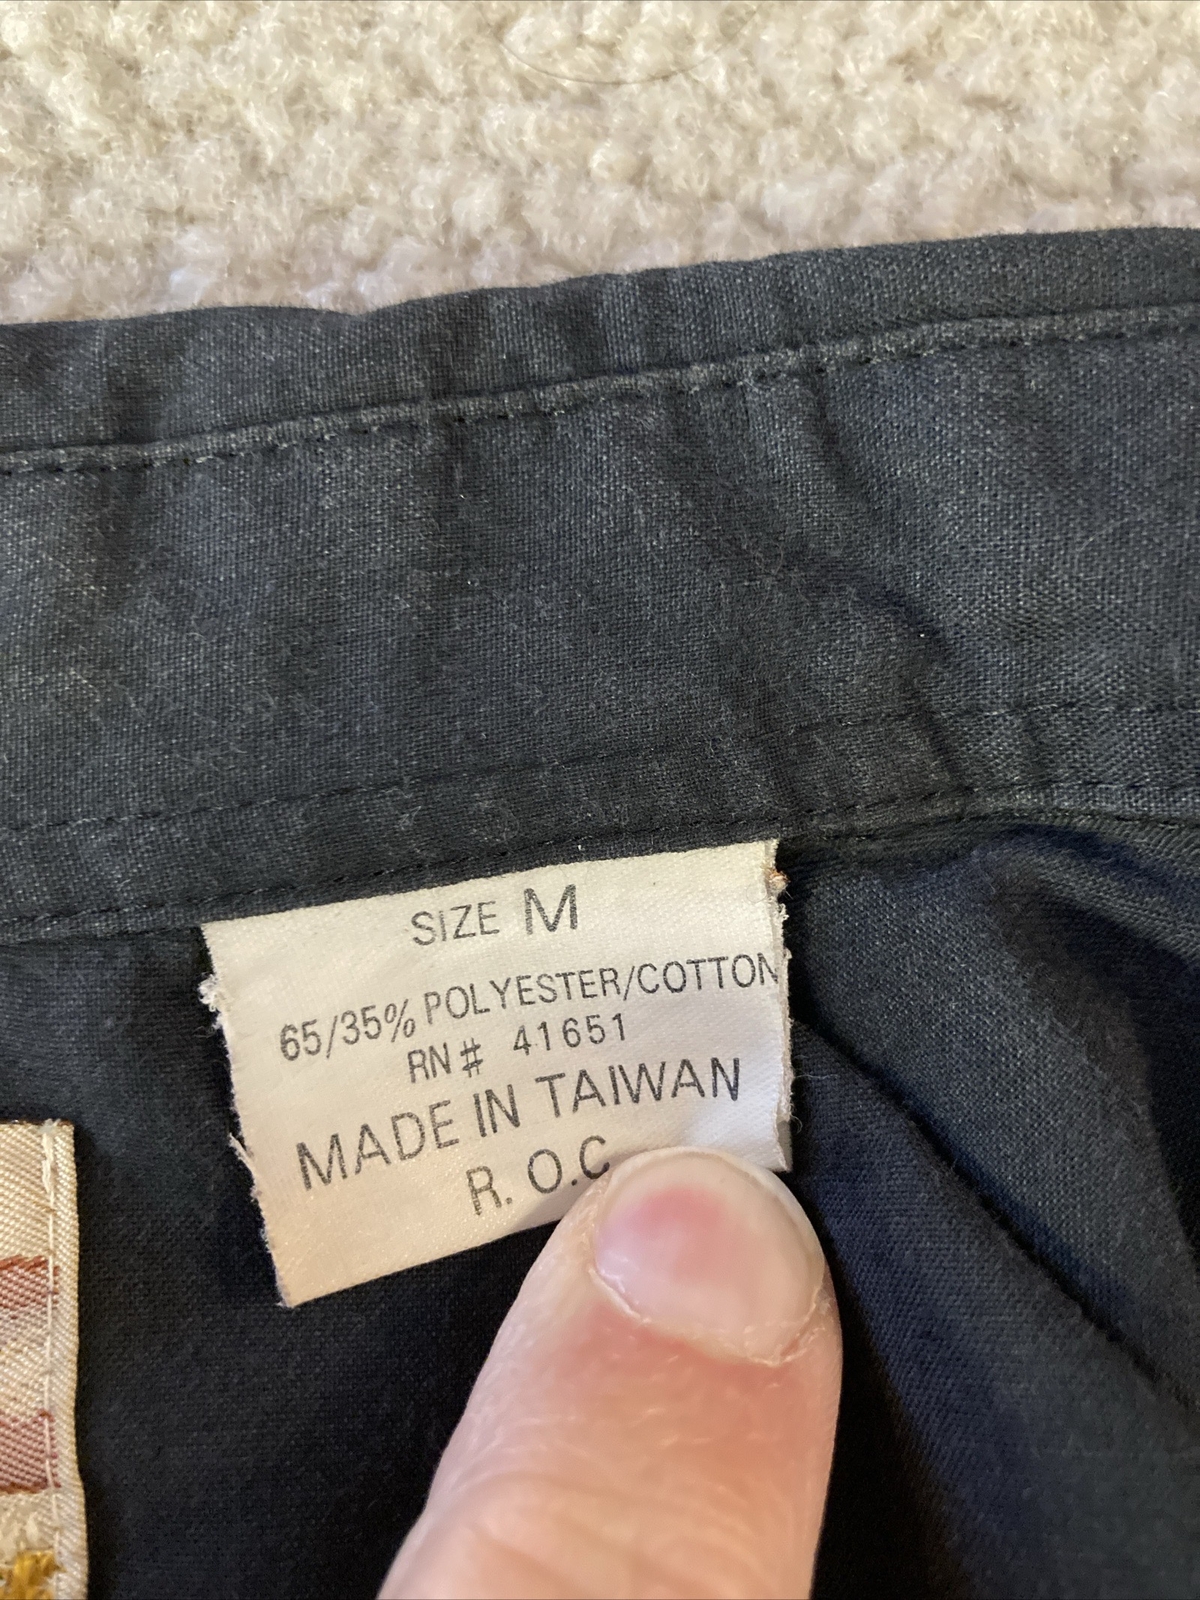 SIZE M
65/35% POLYESTER/COTTON
RN# 41651
MADE IN TAIWAN
R. O.C